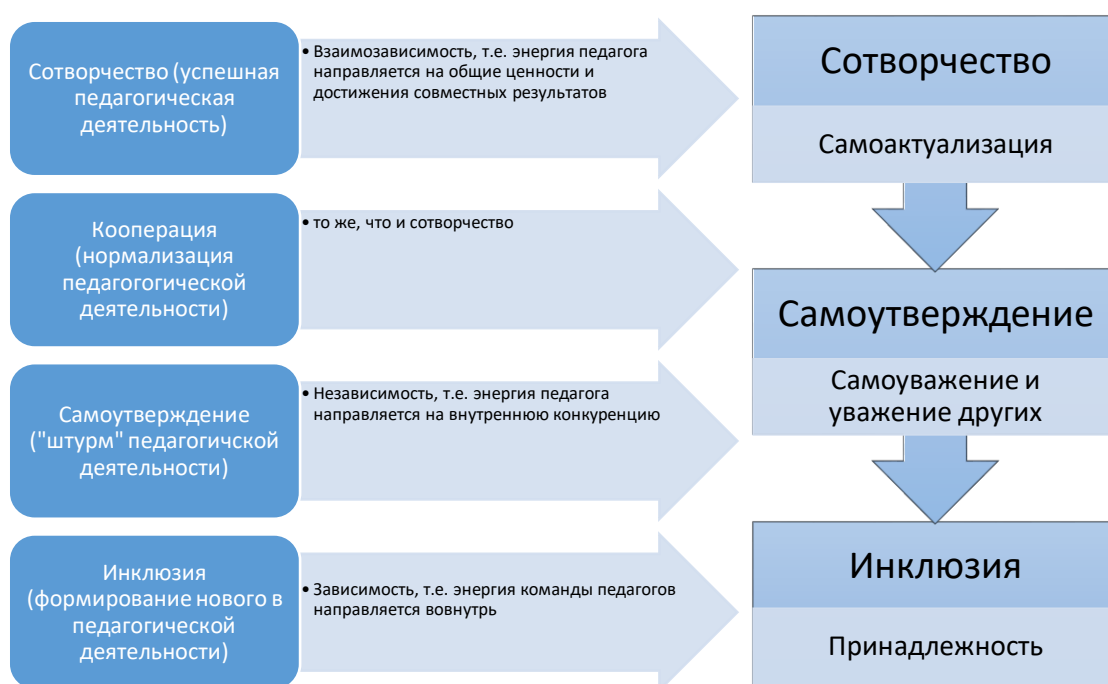 Сотворчество (успешная
педагогическая
деятельность)
• Взаимозависимость, т.е. энергия педагога
направляется на общие ценности и
достижения совместных результатов
Кооперация
(нормализация
педагогогической
деятельности)
• то же, что и сотворчество
Самоутверждение
("штурм" педагогичской
деятельности)
• Независимость, т.е. энергия педагога
направляется на внутреннюю конкуренцию
Инклюзия
(формирование нового в
педагогической
деятельности)
• Зависимость, т.е. энергия команды педагогов
направляется вовнутрь
Сотворчество
Самоактуализация
Самоутверждение
Самоуважение и
уважение других
Инклюзия
Принадлежность